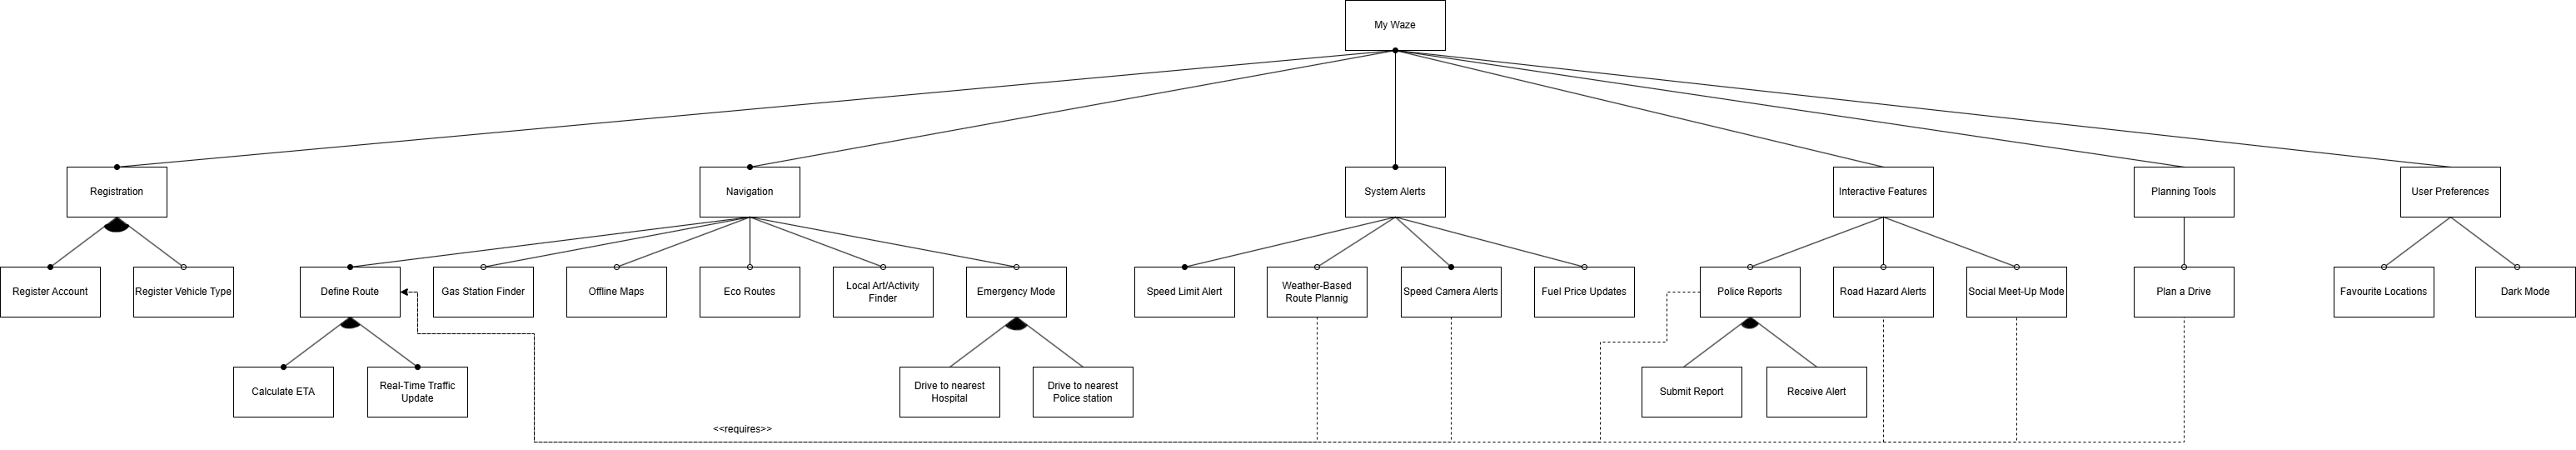 My Waze
Registration
Navigation
System Alerts
Interactive Features
Planning Tools
User Preferences
Register Account
Register Vehicle Type
Define Route
Gas Station Finder
Offline Maps
Eco Routes
Local Art/Activity
Finder
Emergency Mode
Speed Limit Alert
Weather-Based
Route Plannig
Speed Camera Alerts
Fuel Price Updates
Police Reports
Road Hazard Alerts
Social Meet-Up Mode
Plan a Drive
Favourite Locations
Dark Mode
Calculate ETA
Real-Time Traffic
Update
Drive to nearest
Hospital
Drive to nearest
Police station
Submit Report
Receive Alert
<<requires>>